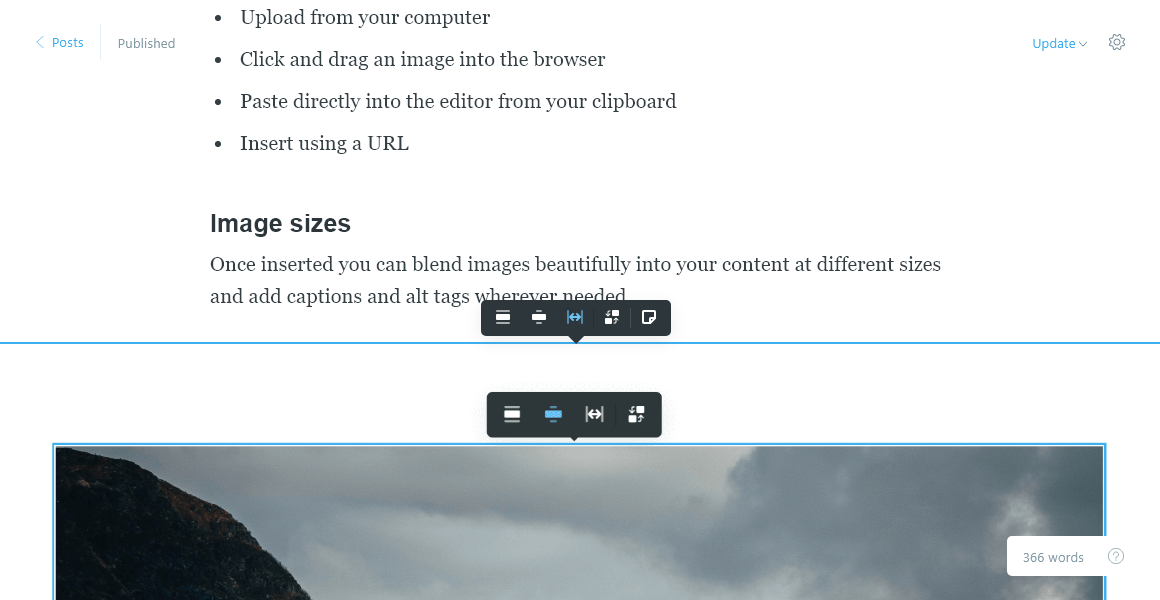 Upload from your computer
Posts
Published
Update
Click and drag an image into the browser
Paste directly into the editor from your clipboard
Insert using a URL
Image sizes
Once inserted you can blend images beautifully into your content at different sizes
and add captions and alt tags wherever needed
366 words
?